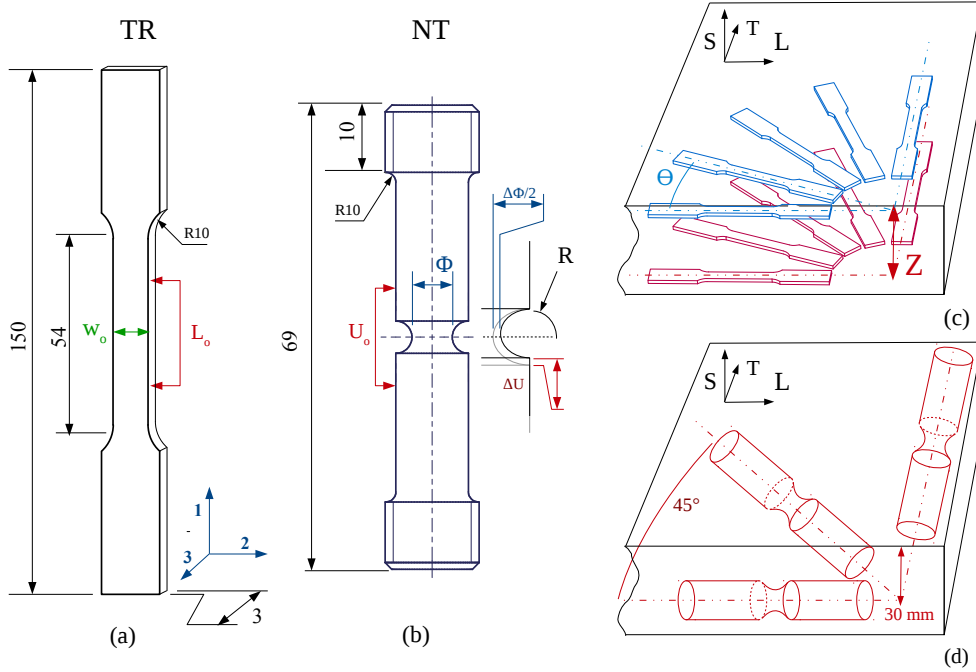 TR
150
54
R10
w₀
L₀
1
2
3
3
(a)
NT
10
R10
69
Φ
U₀
ΔΦ/2
R
ΔU
(b)
S
T
L
Θ
Z
(c)
S
T
L
45°
30 mm
(d)